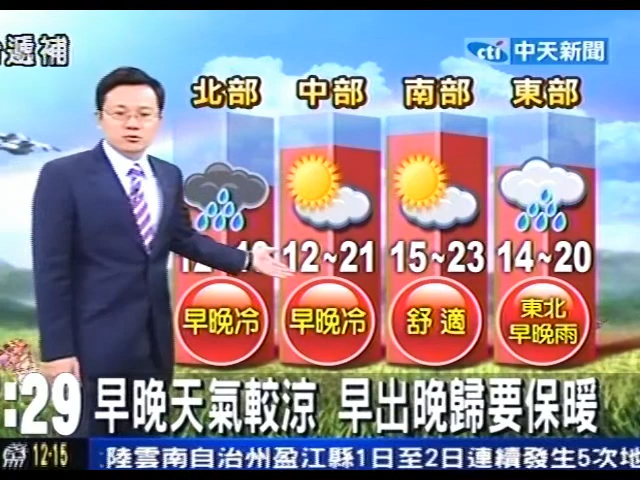 遞補
cti 中天新聞
北部 中部 南部 東部
12~21 15~23 14~20
早晚冷 早晚冷 舒適 東北
早晚雨
:29 早晚天氣較涼 早出晚歸要保暖
12:15 陸雲南自治州盈江縣1日至2日連續發生5次地